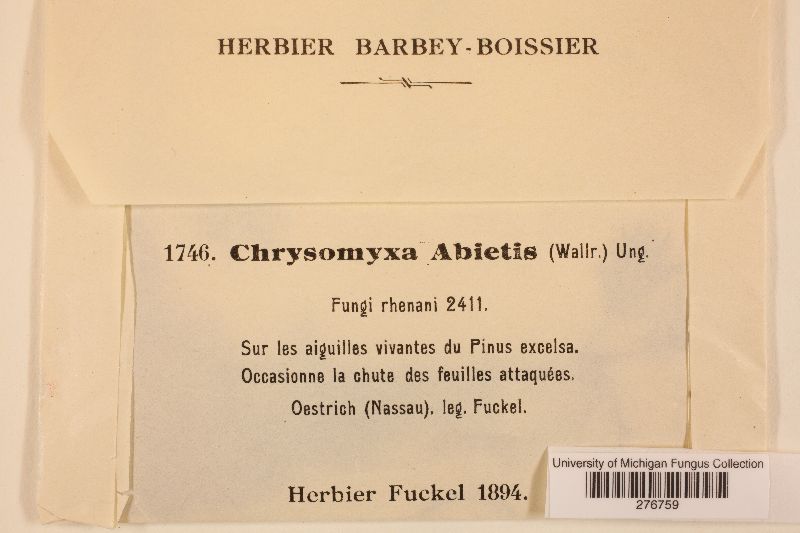 HERBIER BARBEY-BOISSIER
1746. Chrysomyxa Abietis (Wallr.) Ung.
Fungi rhenani 2411.
Sur les aiguilles vivantes du Pinus excelsa.
Occasionne la chute des feuilles attaquées.
Oestrich (Nassau), leg. Fuckel.
Herbier Fuckel 1894.
University of Michigan Fungus Collection
276759